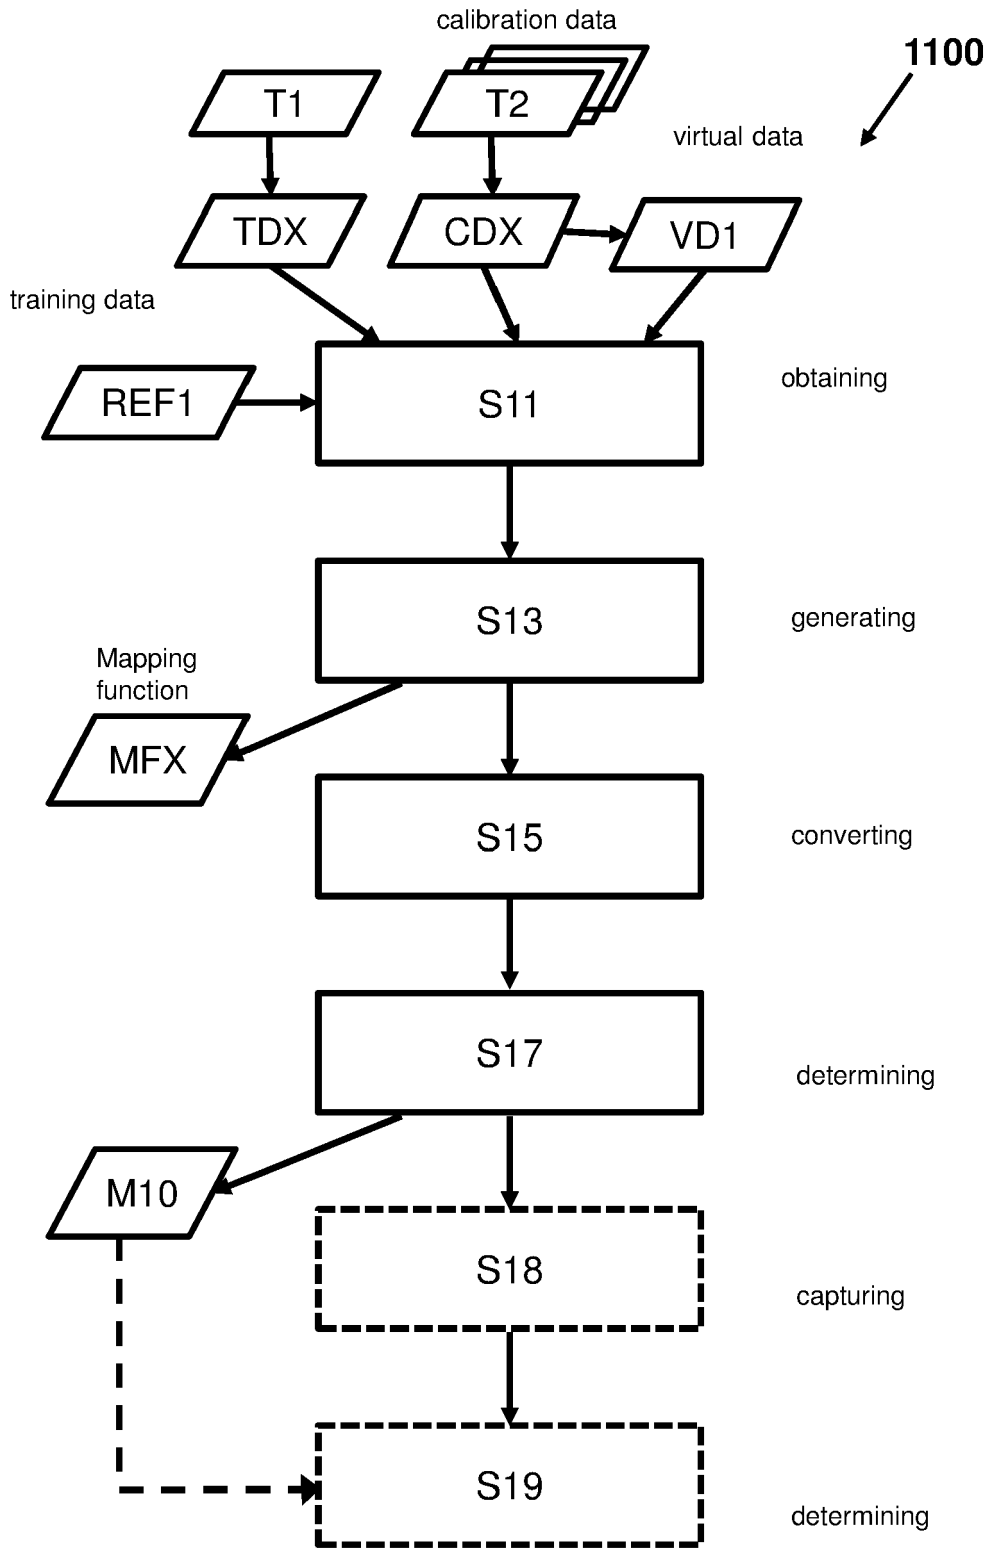 calibration data
1100
T1
T2
virtual data
TDX
CDX
VD1
training data
obtaining
REF1
S11
S13
generating
Mapping
function
MFX
S15
converting
S17
determining
M10
S18
capturing
S19
determining